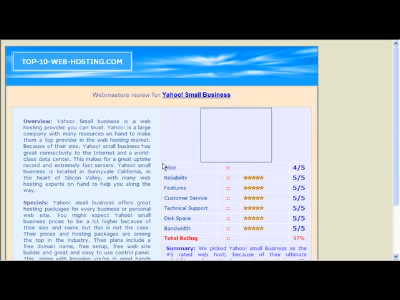 TOP-10-WEB-HOSTING.COM
Webmasters review for Yahoo! Small Business
Overview: Yahoo! Small business is a web
hosting provider you can trust. Yahoo! is a large
company with many resources on hand to make
them a top provider in the web hosting market.
Because of their size, Yahoo! small business has
great connectivity to the Internet and a world-
class data center. This makes for a great uptime
record and extremely fast servers. Yahoo! small
business is located in Sunnyvale California, in
the heart of Silicon Valley, with many web
hosting experts on hand to help you along the
way.
Specials: Yahoo! small business offers great
hosting packages for every business or personal
web site. You might expect Yahoo! small
business prices to be a lot higher because of
their size and name but this is not the case.
Their prices and hosting packages are among
the top in the industry. Their plans include a
free domain name, free setup, free web site
builder and great and easy to use control panel.
Price :: 4/5
Reliability :: 5/5
Features :: 5/5
Customer Service :: 5/5
Technical Support :: 5/5
Disk Space :: 5/5
Bandwidth :: 5/5
Total Rating :: 97%
Summary: We picked Yahoo! small Business as the
#3 rated web host, because of their ultimate